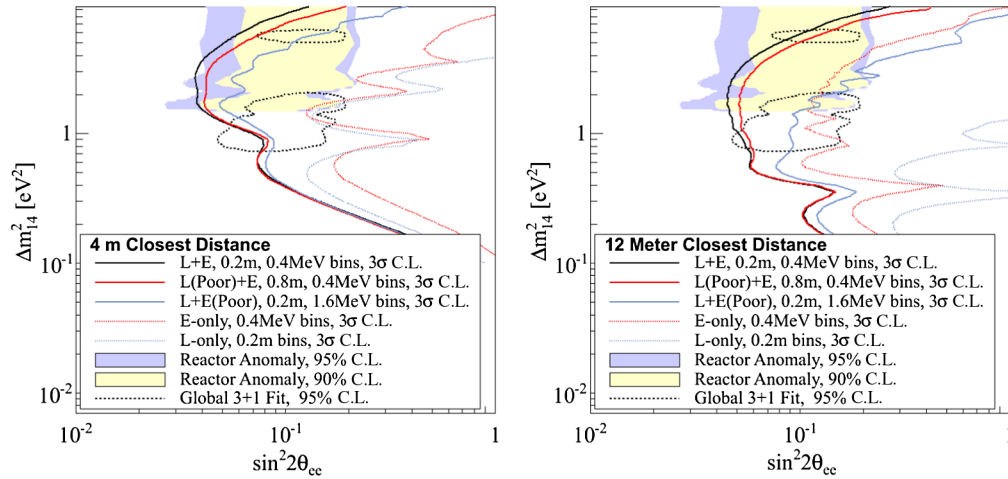 1
10⁻¹
10⁻²
Δm²₁₄ [eV²]
4 m Closest Distance
L+E, 0.2m, 0.4MeV bins, 3σ C.L.
L(Poor)+E, 0.8m, 0.4MeV bins, 3σ C.L.
L+E(Poor), 0.2m, 1.6MeV bins, 3σ C.L.
E-only, 0.4MeV bins, 3σ C.L.
L-only, 0.2m bins, 3σ C.L.
Reactor Anomaly, 95% C.L.
Reactor Anomaly, 90% C.L.
Global 3+1 Fit, 95% C.L.
10⁻² 10⁻¹ 1
sin²2θee
1
10⁻¹
10⁻²
Δm²₁₄ [eV²]
12 Meter Closest Distance
L+E, 0.2m, 0.4MeV bins, 3σ C.L.
L(Poor)+E, 0.8m, 0.4MeV bins, 3σ C.L.
L+E(Poor), 0.2m, 1.6MeV bins, 3σ C.L.
E-only, 0.4MeV bins, 3σ C.L.
L-only, 0.2m bins, 3σ C.L.
Reactor Anomaly, 95% C.L.
Reactor Anomaly, 90% C.L.
Global 3+1 Fit, 95% C.L.
10⁻² 10⁻¹ 1
sin²2θee